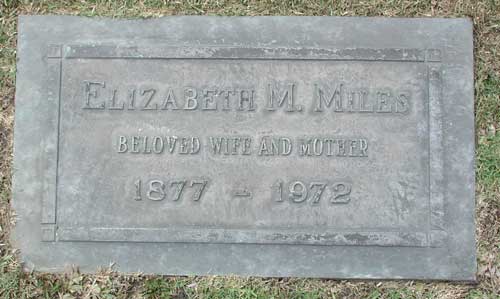 ELIZABETH M. MILES
BELOVED WIFE AND MOTHER
1877 - 1972